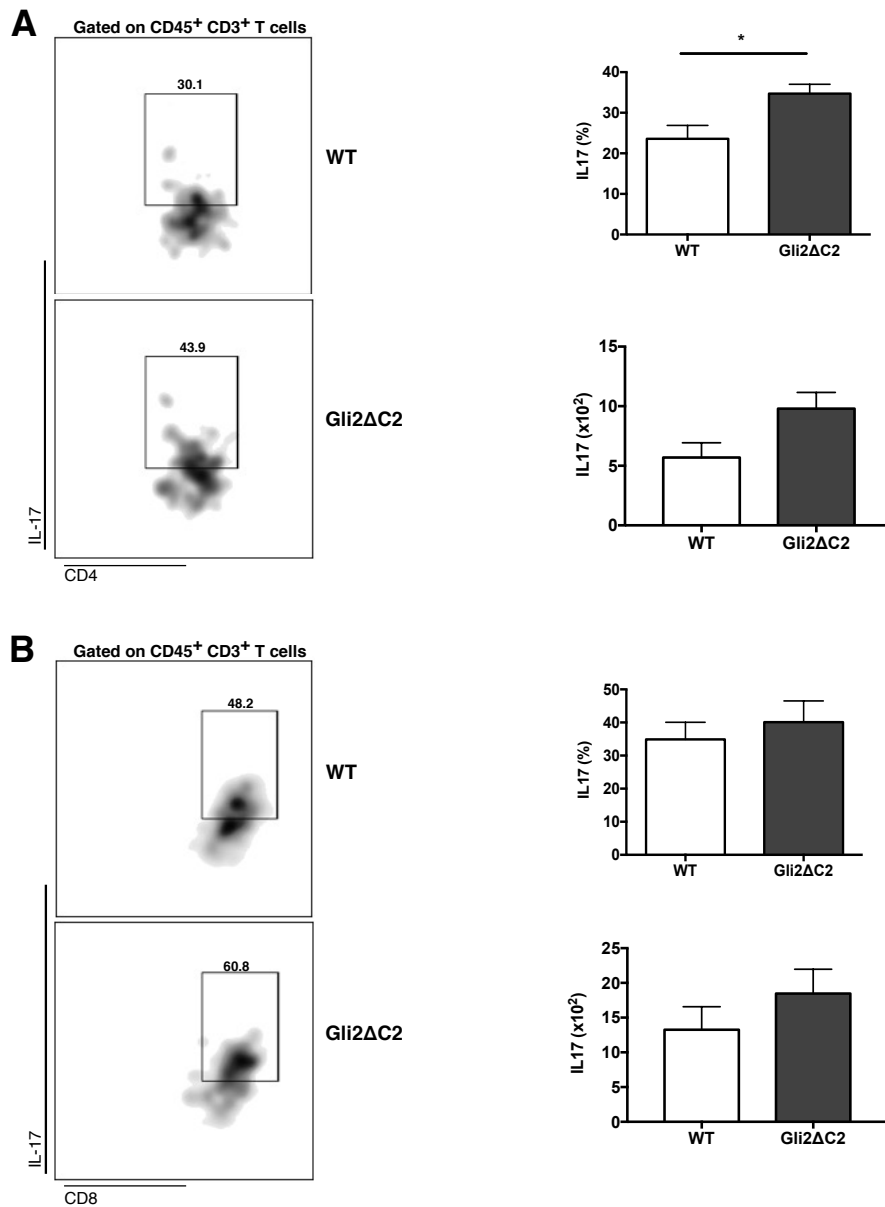 A
Gated on CD45+ CD3+ T cells
30.1
WT
43.9
Gli2ΔC2
IL-17
CD4
*
40
30
20
10
0
IL17 (%)
WT Gli2ΔC2
15
10
5
0
IL17 (x10²)
WT Gli2ΔC2
B
Gated on CD45+ CD3+ T cells
48.2
WT
60.8
Gli2ΔC2
IL-17
CD8
50
40
30
20
10
0
IL17 (%)
WT Gli2ΔC2
25
20
15
10
5
0
IL17 (x10²)
WT Gli2ΔC2